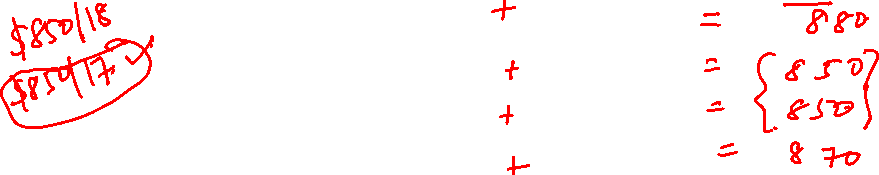 $850/18 + = 880
$850/17 + = { 850
+ = 850 }
+ = 870